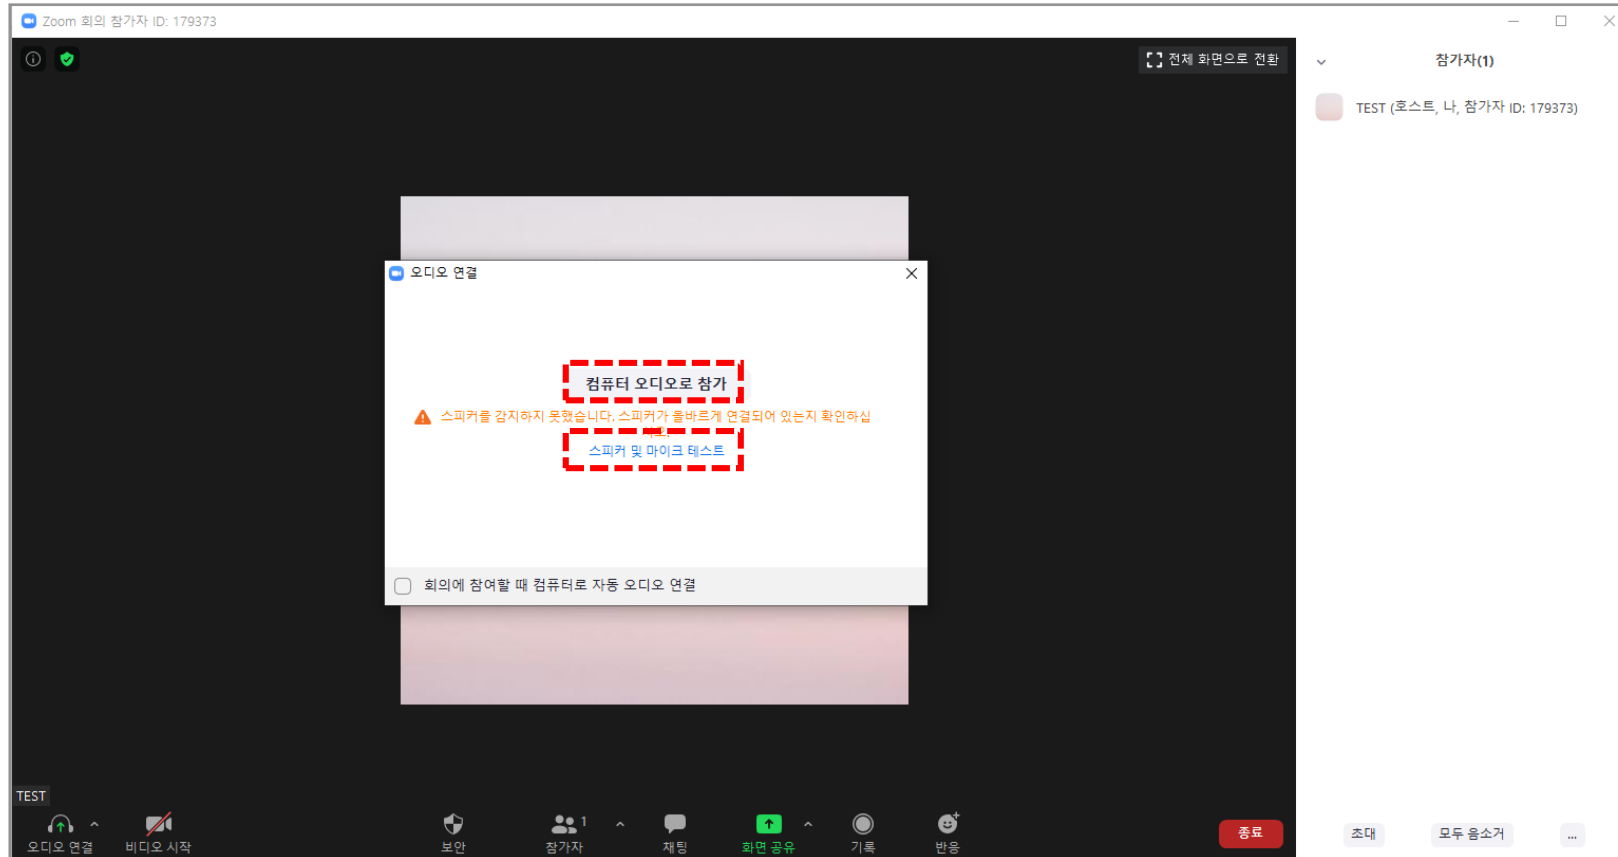 Zoom 회의 참가자 ID: 179373
전체 화면으로 전환
참가자(1)
TEST (호스트, 나, 참가자 ID: 179373)
오디오 연결
컴퓨터 오디오로 참가
스피커를 감지하지 못했습니다. 스피커가 올바르게 연결되어 있는지 확인하십
시오.
스피커 및 마이크 테스트
회의에 참여할 때 컴퓨터로 자동 오디오 연결
TEST
오디오 연결
비디오 시작
보안
1
참가자
채팅
화면 공유
기록
반응
종료
초대
모두 음소거
...